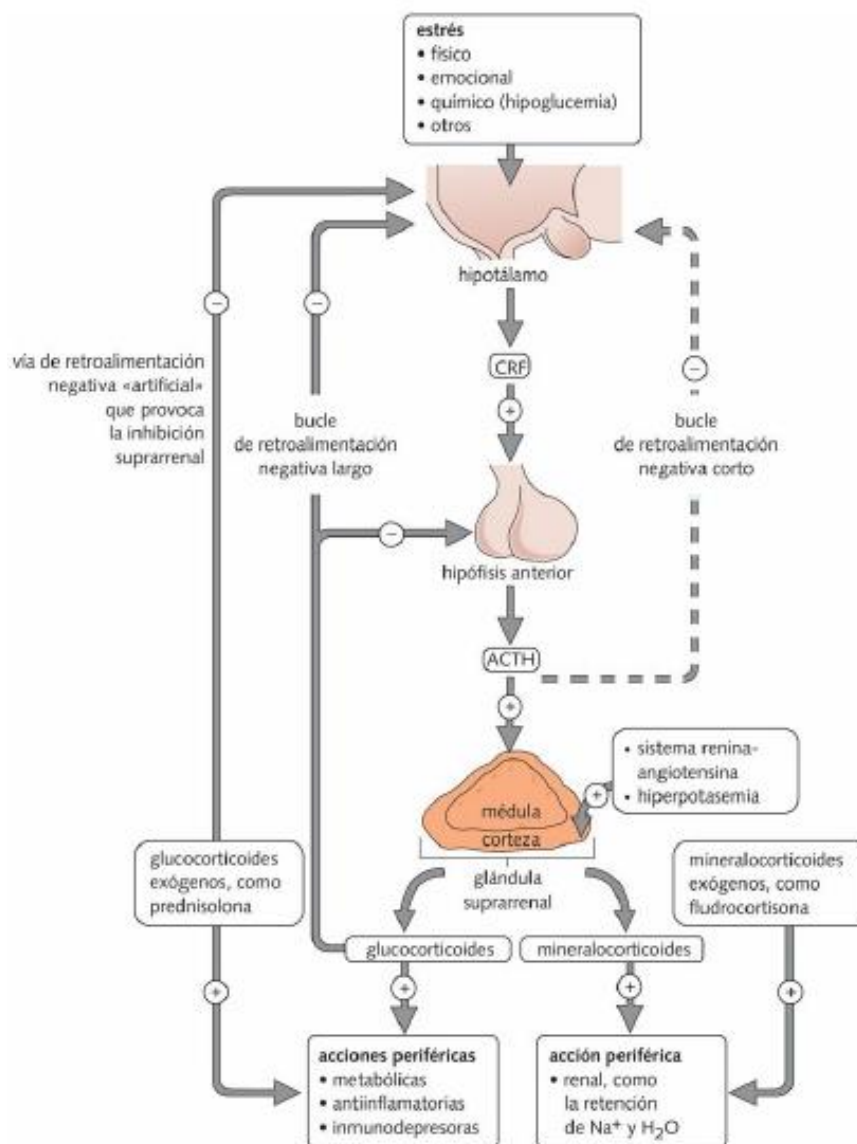 estrés
• físico
• emocional
• químico (hipoglucemia)
• otros
hipotálamo
−
−
−
vía de retroalimentación
negativa «artificial»
que provoca
la inhibición
suprarrenal
CRF
+
bucle
de retroalimentación
negativa largo
bucle
de retroalimentación
negativa corto
−
hipófisis anterior
ACTH
+
• sistema renina-
angiotensina
• hiperpotasemia
+
médula
corteza
glándula
suprarrenal
glucocorticoides
exógenos, como
prednisolona
mineralocorticoides
exógenos, como
fludrocortisona
glucocorticoides
mineralocorticoides
+
+
+
+
acciones periféricas
• metabólicas
• antiinflamatorias
• inmunodepresoras
acción periférica
• renal, como
la retención
de Na⁺ y H₂O